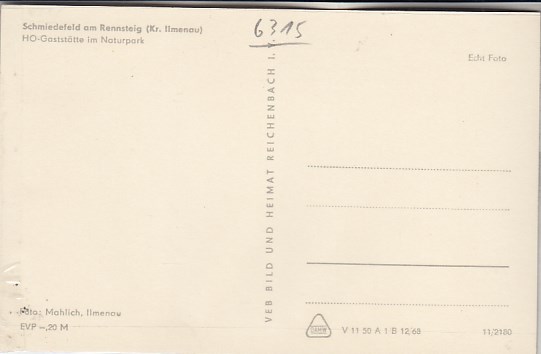 Schmiedefeld am Rennsteig (Kr. Ilmenau)
HO-Gaststätte im Naturpark
6315
Echt Foto
VEB BILD UND HEIMAT REICHENBACH I.
Foto: Mahlich, Ilmenau
EVP –,20 M
V 11 50 A 1 B 12/68
11/2180